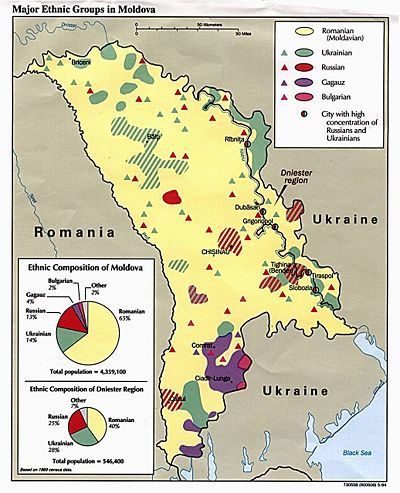 Major Ethnic Groups in Moldova
50 Kilometers
50 Miles
Romanian
(Moldavian)
Ukrainian
Russian
Gagauz
Bulgarian
City with high
concentration of
Russians and
Ukrainians
Dniester
Briceni
Rîbniţa
Bălţi
Dniester
region
Dubăsari
Grigoriopol
Ukraine
Romania
CHIŞINĂU
Tighina
(Bender)
Tiraspol
Slobozia
Comrat
Ciadîr-Lunga
Cahul
Ukraine
Black Sea
Ethnic Composition of Moldova
Bulgarian
2%
Other
2%
Gagauz
4%
Russian
13%
Romanian
65%
Ukrainian
14%
Total population = 4,359,100
Ethnic Composition of Dniester Region
Other
7%
Russian
25%
Romanian
40%
Ukrainian
28%
Total population = 546,400
Based on 1989 census data.